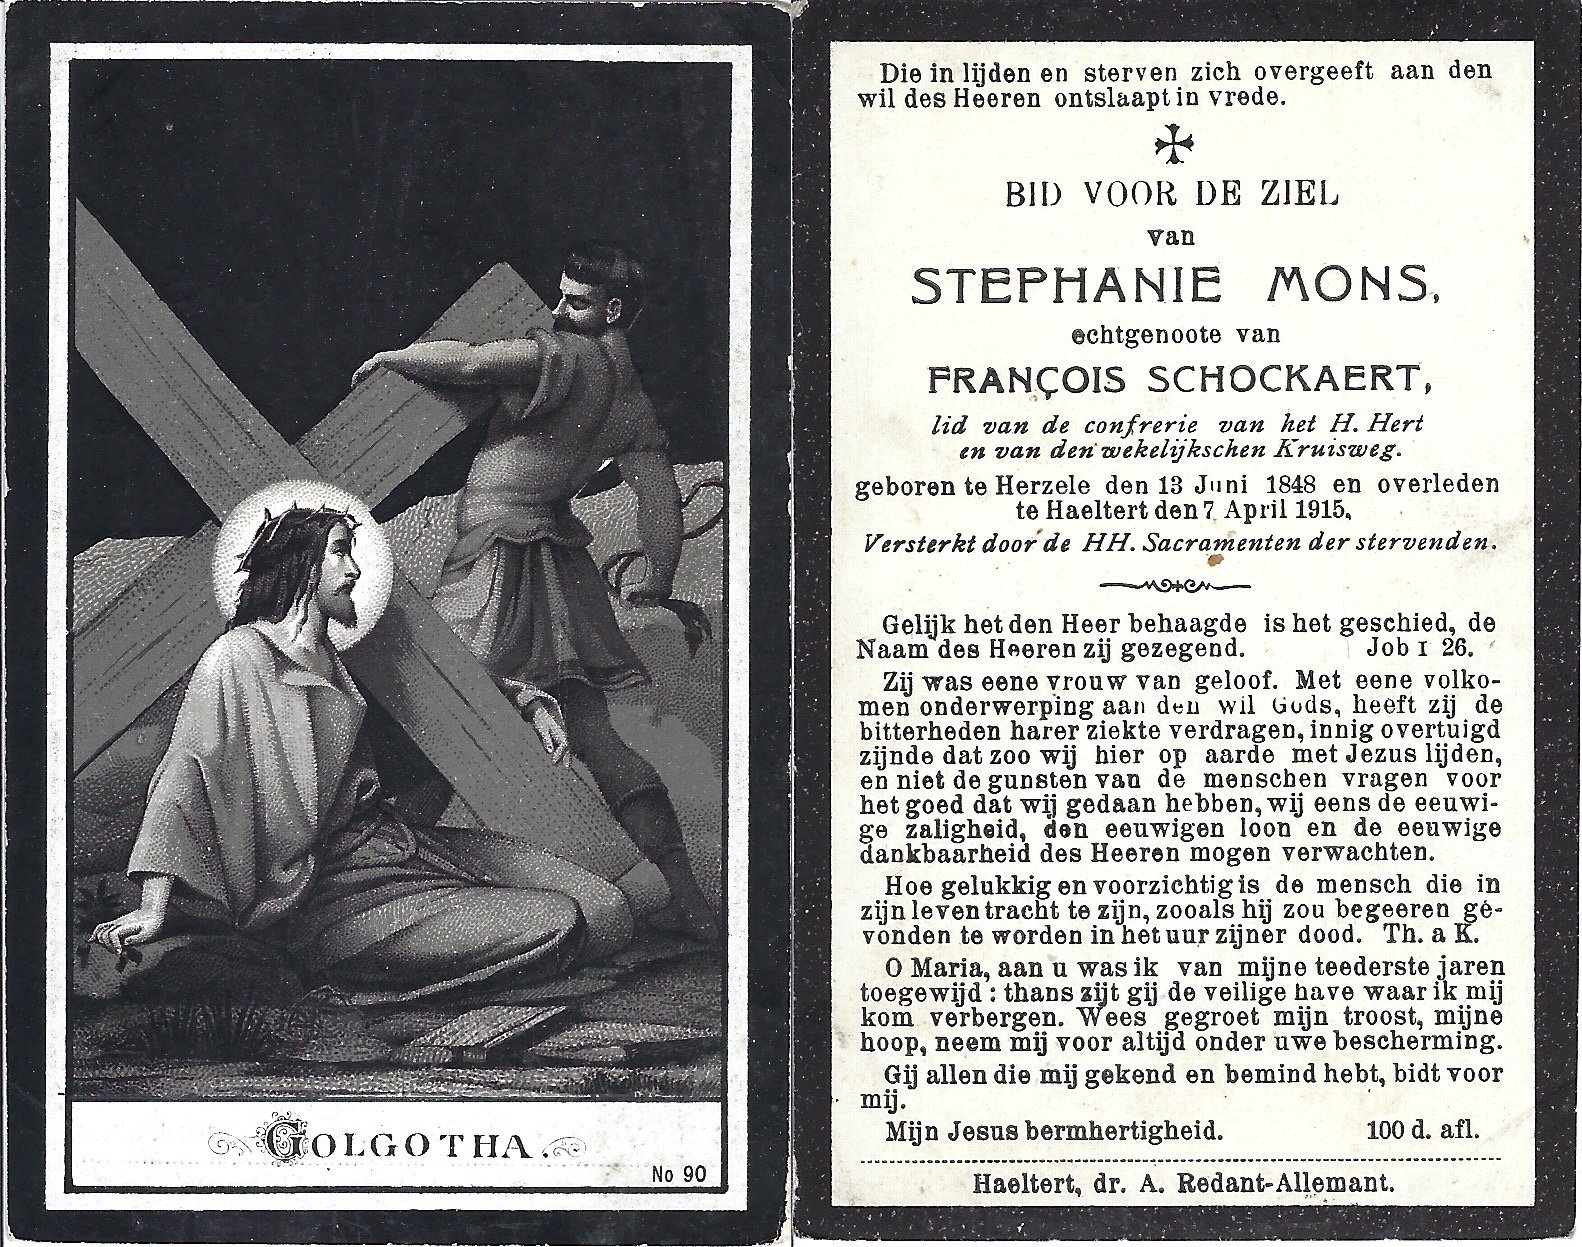 GOLGOTHA.
No 90
Die in lijden en sterven zich overgeeft aan den
wil des Heeren ontslaapt in vrede.
BID VOOR DE ZIEL
van
STEPHANIE MONS,
echtgenoote van
FRANÇOIS SCHOCKAERT,
lid van de confrerie van het H. Hert
en van den wekelijkschen Kruisweg.
geboren te Herzele den 13 Juni 1848 en overleden
te Haeltert den 7 April 1915.
Versterkt door de HH. Sacramenten der stervenden.
Gelijk het den Heer behaagde is het geschied, de
Naam des Heeren zij gezegend. Job I 26.
Zij was eene vrouw van geloof. Met eene volko-
men onderwerping aan den wil Gods, heeft zij de
bitterheden harer ziekte verdragen, innig overtuigd
zijnde dat zoo wij hier op aarde met Jezus lijden,
en niet de gunsten van de menschen vragen voor
het goed dat wij gedaan hebben, wij eens de eeuwi-
ge zaligheid, den eeuwigen loon en de eeuwige
dankbaarheid des Heeren mogen verwachten.
Hoe gelukkig en voorzichtig is de mensch die in
zijn leven tracht te zijn, zooals hij zou begeeren ge-
vonden te worden in het uur zijner dood. Th. a K.
O Maria, aan u was ik van mijne teederste jaren
toegewijd : thans zijt gij de veilige have waar ik mij
kom verbergen. Wees gegroet mijn troost, mijne
hoop, neem mij voor altijd onder uwe bescherming.
Gij allen die mij gekend en bemind hebt, bidt voor
mij.
Mijn Jesus bermhertigheid. 100 d. afl.
Haeltert, dr. A. Redant-Allemant.